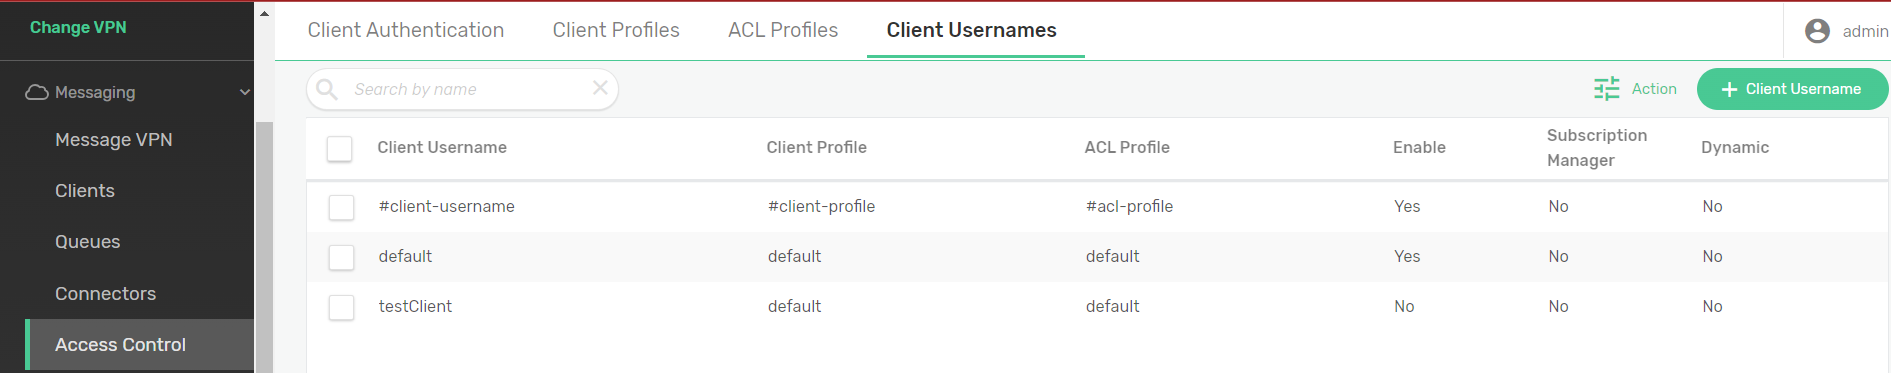 Change VPN
Messaging
Message VPN
Clients
Queues
Connectors
Access Control
Client Authentication Client Profiles ACL Profiles Client Usernames
admin
Search by name
Action
Client Username
Client Username Client Profile ACL Profile Enable Subscription Manager Dynamic
#client-username #client-profile #acl-profile Yes No No
default default default Yes No No
testClient default default No No No